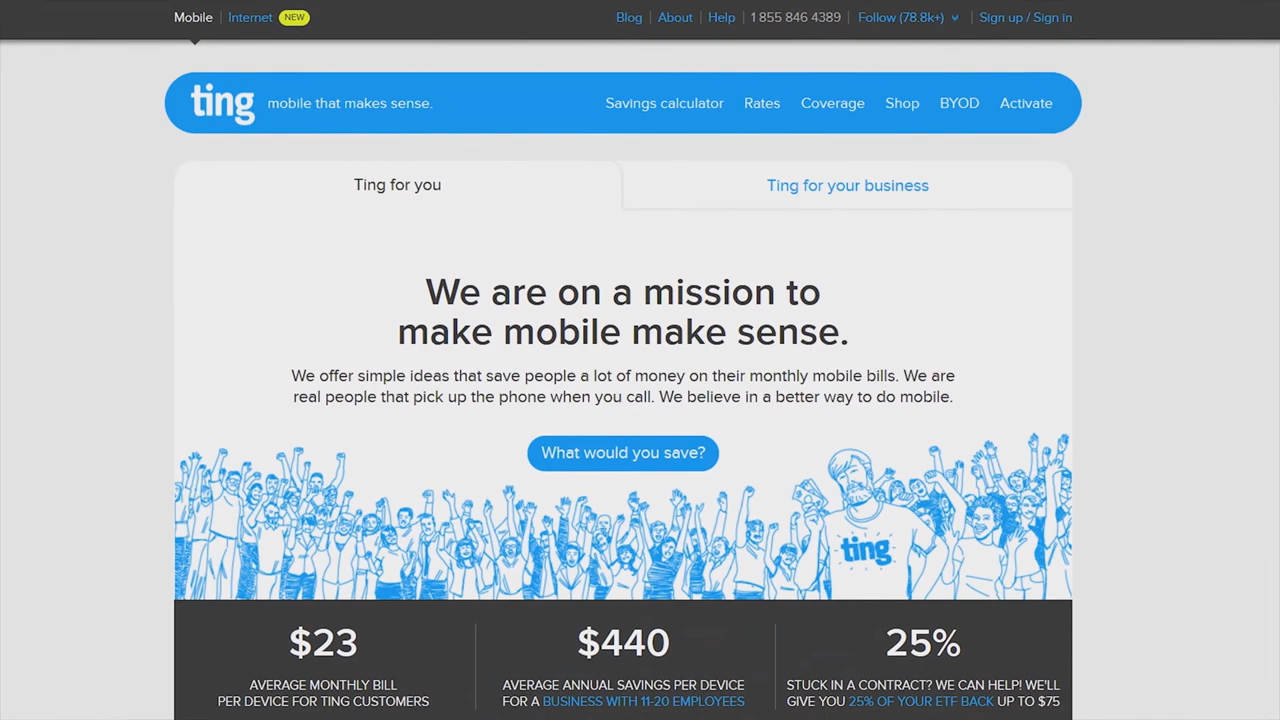 Mobile Internet NEW Blog About Help 1 855 846 4389 Follow (78.8k+) Sign up / Sign in
ting mobile that makes sense. Savings calculator Rates Coverage Shop BYOD Activate
Ting for you Ting for your business
We are on a mission to
make mobile make sense.
We offer simple ideas that save people a lot of money on their monthly mobile bills. We are
real people that pick up the phone when you call. We believe in a better way to do mobile.
What would you save?
ting
$23 $440 25%
AVERAGE MONTHLY BILL AVERAGE ANNUAL SAVINGS PER DEVICE STUCK IN A CONTRACT? WE CAN HELP! WE'LL
PER DEVICE FOR TING CUSTOMERS FOR A BUSINESS WITH 11-20 EMPLOYEES GIVE YOU 25% OF YOUR ETF BACK UP TO $75